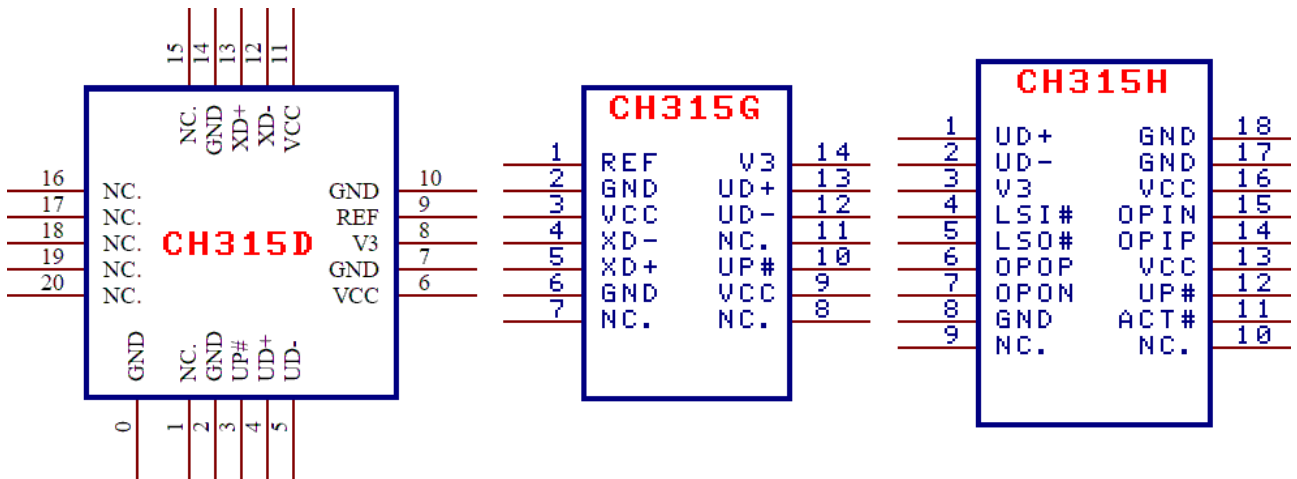 15 14 13 12 11
NC. GND XD+ XD- VCC
16 NC. GND 10
17 NC. REF 9
18 NC. V3 8
19 NC. GND 7
20 NC. VCC 6
CH315D
GND NC. GND UP# UD+ UD-
0 1 2 3 4 5
CH315G
1 REF V3 14
2 GND UD+ 13
3 VCC UD- 12
4 XD- NC. 11
5 XD+ UP# 10
6 GND VCC 9
7 NC. NC. 8
CH315H
1 UD+ GND 18
2 UD- GND 17
3 V3 VCC 16
4 LSI# OPIN 15
5 LSO# OPIP 14
6 OPOP VCC 13
7 OPON UP# 12
8 GND ACT# 11
9 NC. NC. 10